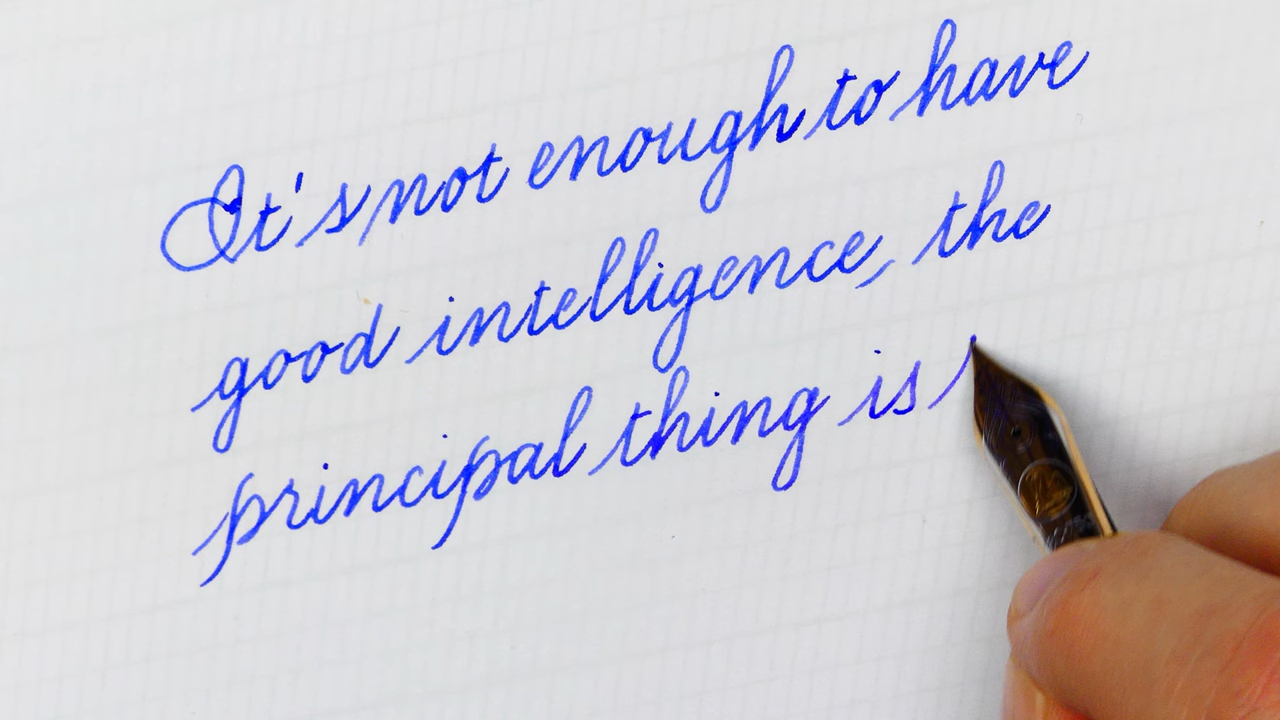 It's not enough to have
good intelligence, the
principal thing is